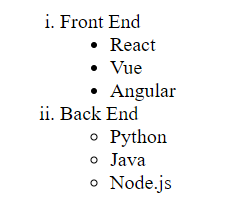 i. Front End
• React
• Vue
• Angular
ii. Back End
◦ Python
◦ Java
◦ Node.js